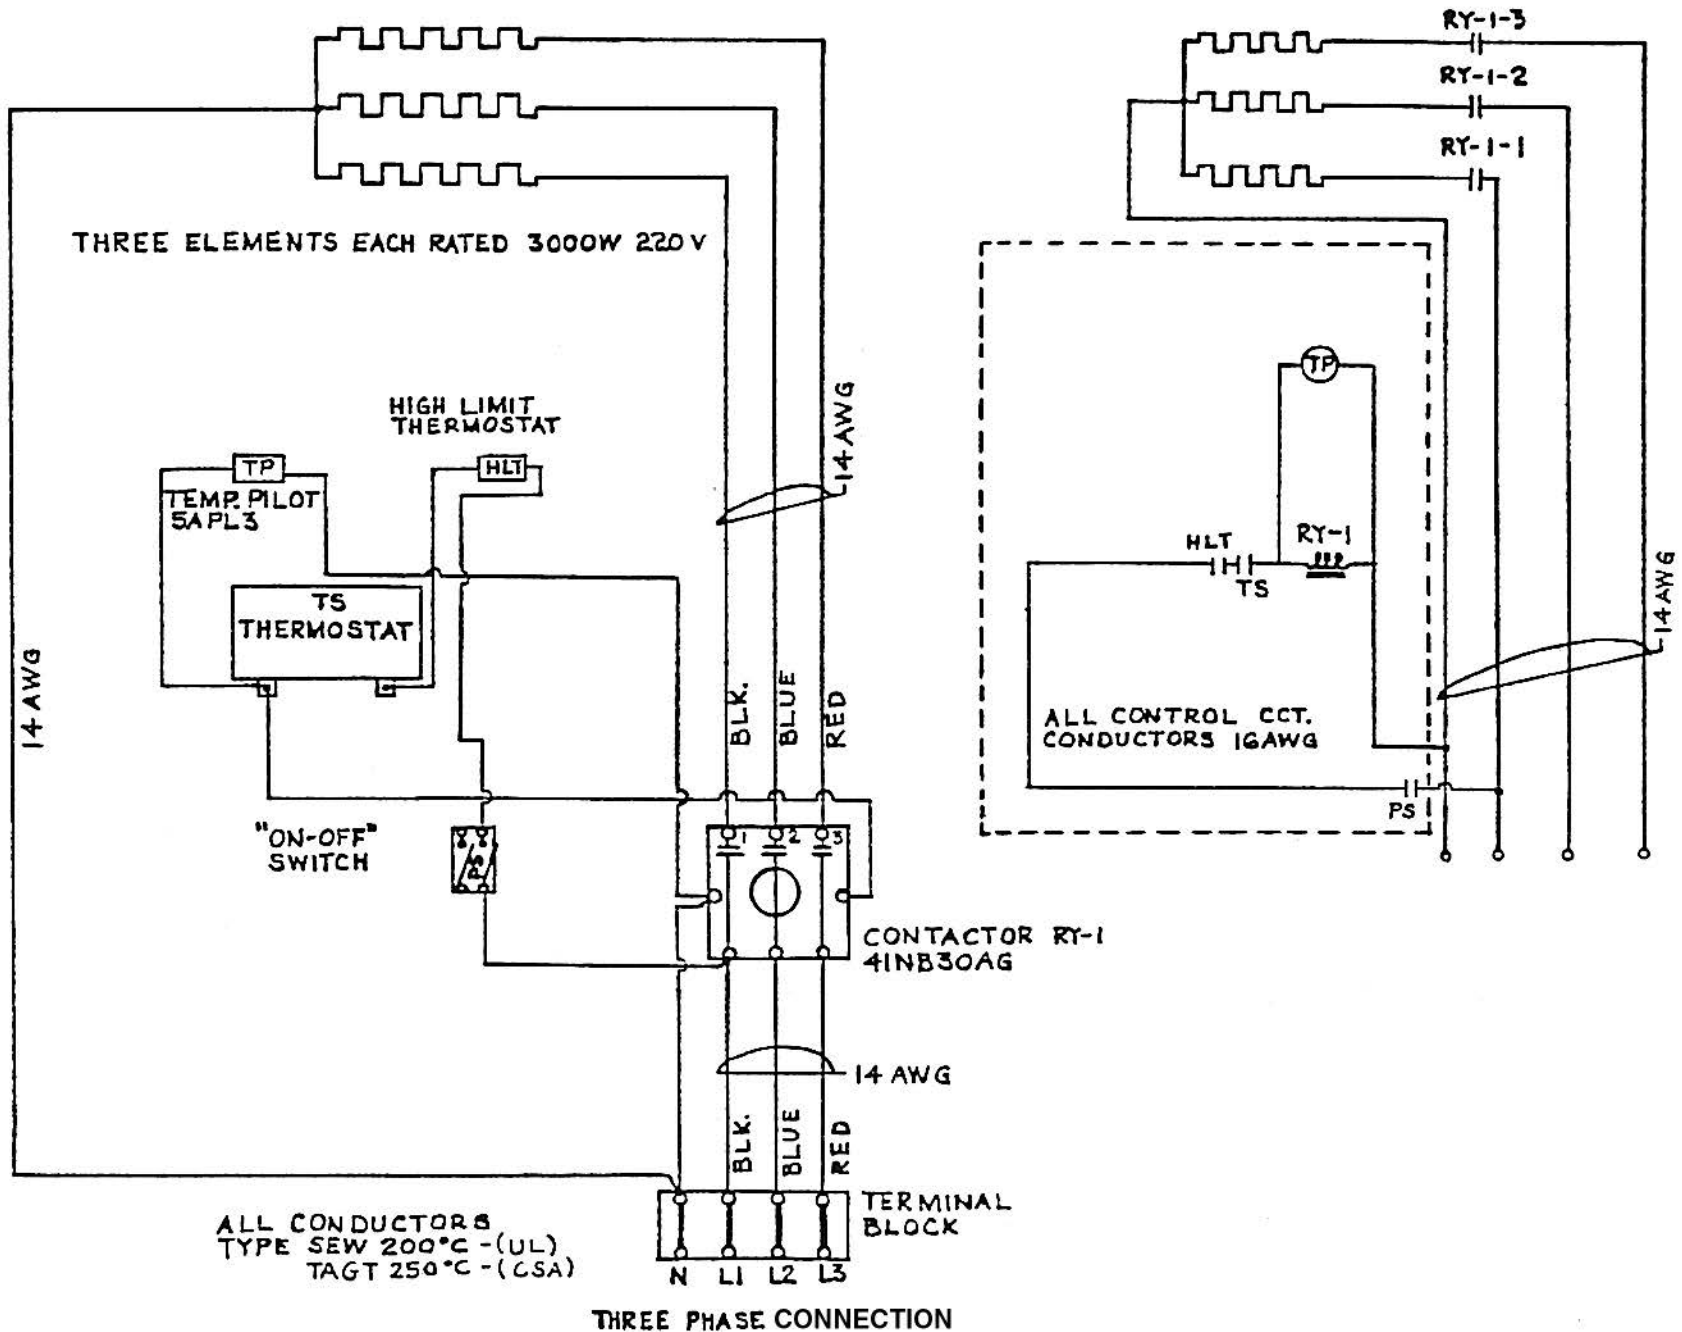 RY-1-3
RY-1-2
RY-1-1
THREE ELEMENTS EACH RATED 3000W 220V
HIGH LIMIT
THERMOSTAT
14 AWG
TP
HLT
TEMP. PILOT
5APL3
TS
THERMOSTAT
14 AWG
BLK.
BLUE
RED
"ON-OFF"
SWITCH
PS
1
2
3
CONTACTOR RY-1
41NB30AG
14 AWG
BLK.
BLUE
RED
TERMINAL
BLOCK
ALL CONDUCTORS
TYPE SEW 200°C -(UL)
TAGT 250°C -(CSA)
N L1 L2 L3
THREE PHASE CONNECTION
TP
HLT
RY-1
TS
14 AWG
ALL CONTROL CCT.
CONDUCTORS 16AWG
PS